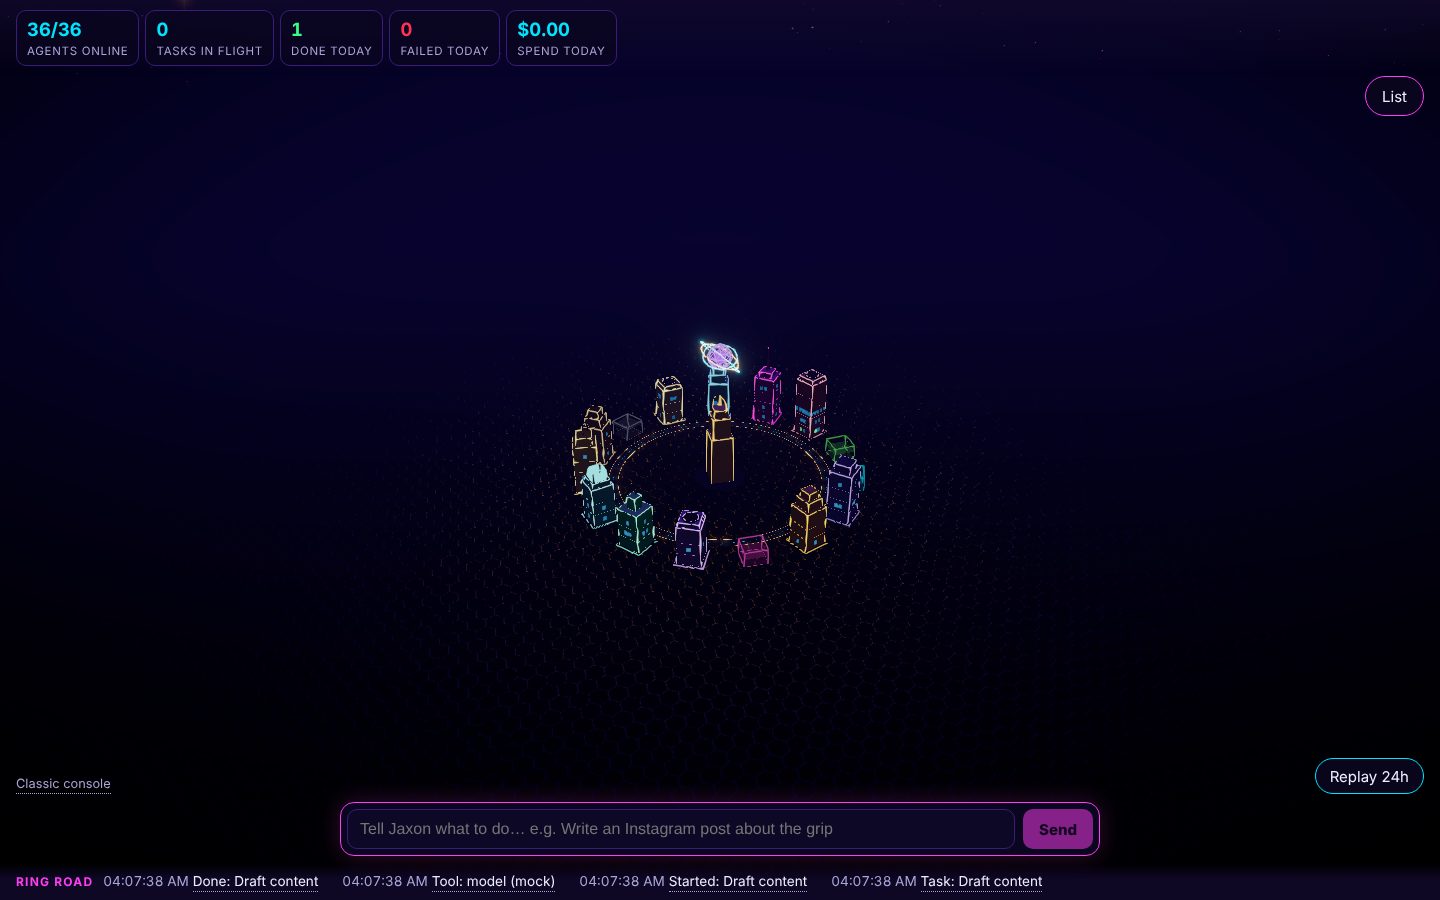 36/36
AGENTS ONLINE
0
TASKS IN FLIGHT
1
DONE TODAY
0
FAILED TODAY
$0.00
SPEND TODAY
List
Classic console
Replay 24h
Tell Jaxon what to do… e.g. Write an Instagram post about the grip
Send
RING ROAD 04:07:38 AM Done: Draft content 04:07:38 AM Tool: model (mock) 04:07:38 AM Started: Draft content 04:07:38 AM Task: Draft content